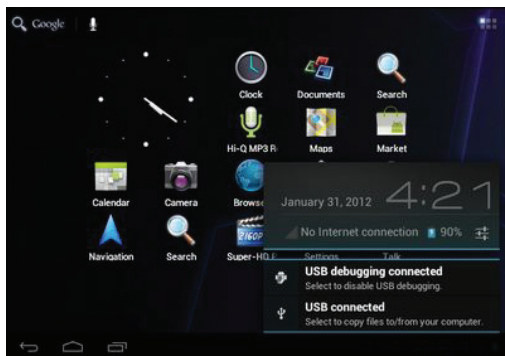 Google
Clock
Documents
Search
Hi-Q MP3 R
Maps
Market
Calendar
Camera
Browse
January 31, 2012 4:21
No Internet connection 90%
2160P
Navigation
Search
Super-HD
Settings
Talk
USB debugging connected
Select to disable USB debugging.
USB connected
Select to copy files to/from your computer.